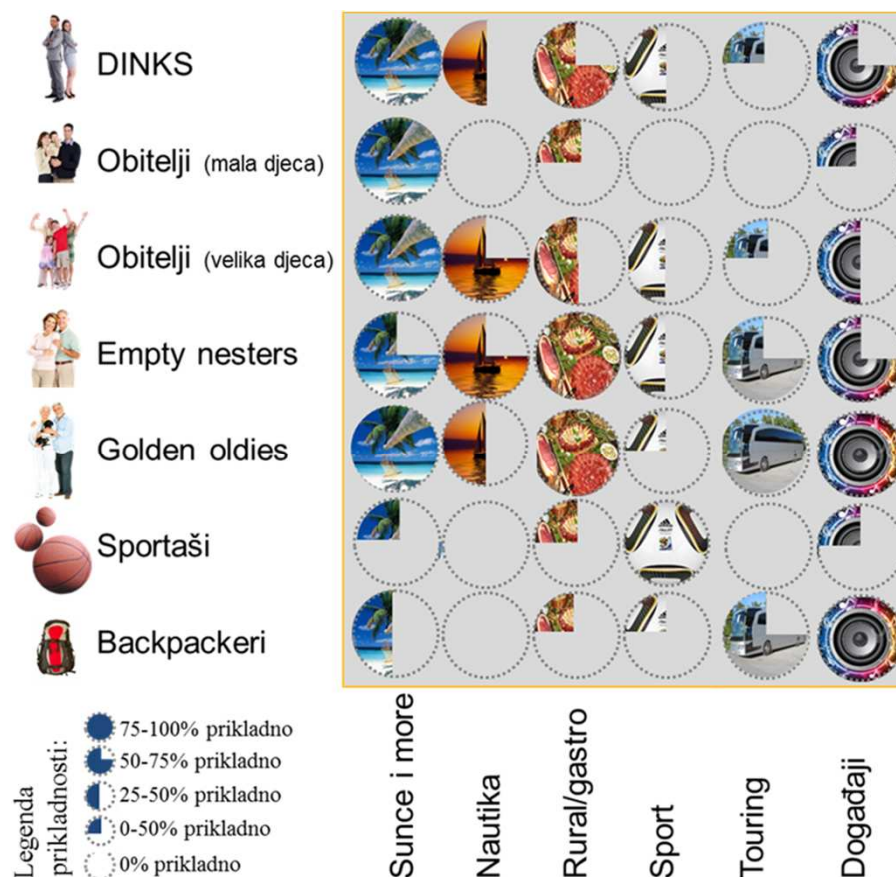 DINKS
Obitelji (mala djeca)
Obitelji (velika djeca)
Empty nesters
Golden oldies
Sportaši
Backpackeri
Legenda
prikladnosti:
75-100% prikladno
50-75% prikladno
25-50% prikladno
0-50% prikladno
0% prikladno
Sunce i more
Nautika
Rural/gastro
Sport
Touring
Događaji